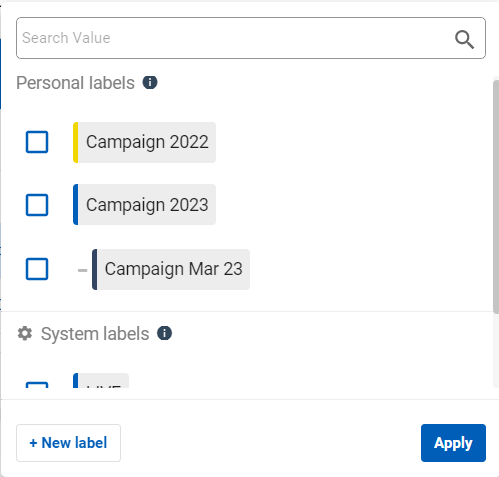 Search Value
Personal labels
Campaign 2022
Campaign 2023
Campaign Mar 23
System labels
+ New label
Apply